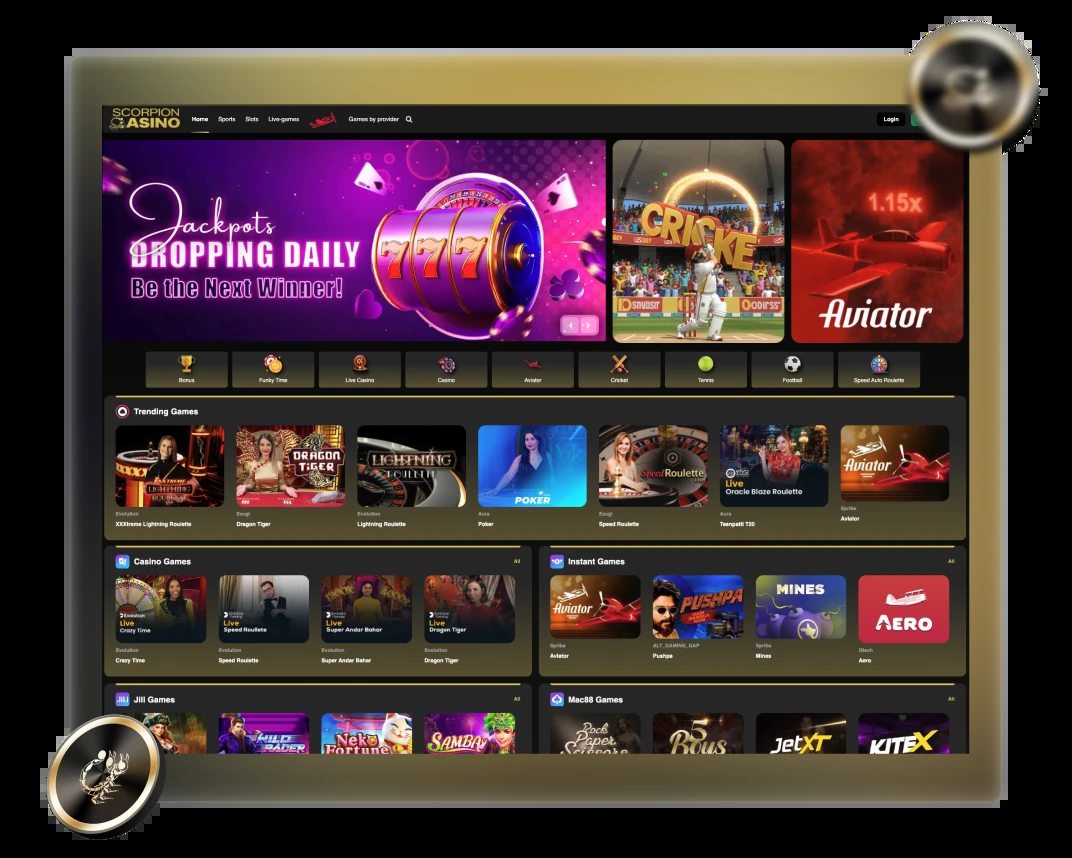 SCORPION
CASINO
Home Sports Slots Live-games Games by provider Login
Jackpots
DROPPING DAILY
Be the Next Winner!
777
CRICKE
1.15x
Aviator
Bonus Funky Time Live Casino Casino Aviator Cricket Tennis Football Speed Auto Roulette
Trending Games
LIGHTNING
DRAGON
TIGER
LIGHTNING
POKER
Speed Roulette
Live
Oracle Blaze Roulette
Aviator
Evolution Ezugi Evolution Aura Ezugi Aura Spribe
XXXtreme Lightning Roulette Dragon Tiger Lightning Roulette Poker Speed Roulette Teenpatti T20 Aviator
Casino Games All
Evolution
Live
Crazy Time
Live
Speed Roullete
Live
Super Andar Bahar
Live
Dragon Tiger
Evolution Evolution Evolution Evolution
Crazy Time Speed Roulette Super Andar Bahar Dragon Tiger
Instant Games All
Aviator
PUSHPA
MINES
AERO
Spribe ALT_GAMING_GAP Spribe Gtech
Aviator Pushpa Mines Aero
JILI
Jili Games All
WILD
RACER
Neko
Fortune
SAMBA
Mac88 Games All
Rock
Paper
Scissors
5
Bous
JetXT
KITEX